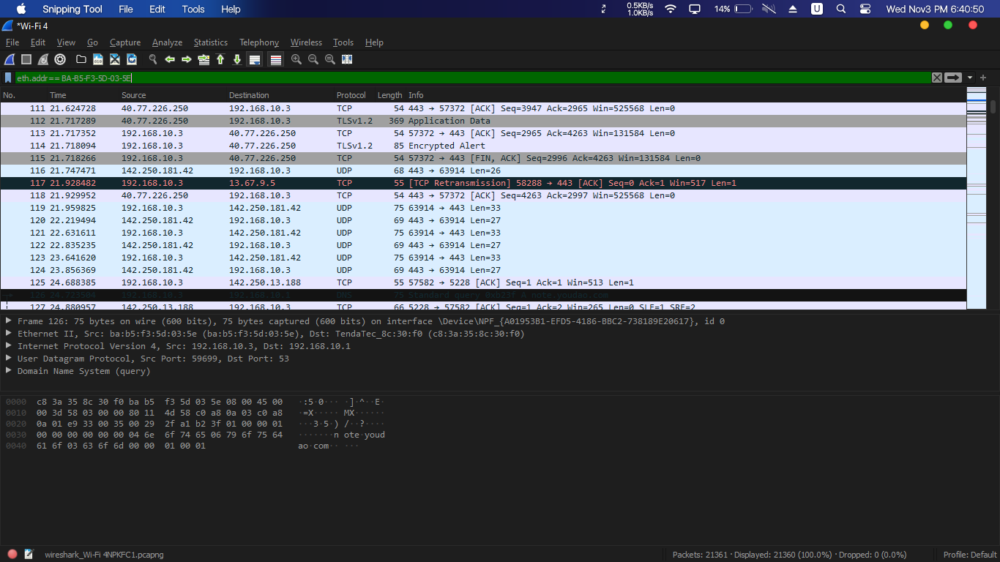 Snipping Tool File Edit Tools Help 0.5KB/s 1.0KB/s 14% U Wed Nov3 PM 6:40:50
*Wi-Fi 4
File Edit View Go Capture Analyze Statistics Telephony Wireless Tools Help
eth.addr== BA-B5-F3-5D-03-5E
No. Time Source Destination Protocol Length Info
111 21.624728 40.77.226.250 192.168.10.3 TCP 54 443 → 57372 [ACK] Seq=3947 Ack=2965 Win=525568 Len=0
112 21.717289 40.77.226.250 192.168.10.3 TLSv1.2 369 Application Data
113 21.717352 192.168.10.3 40.77.226.250 TCP 54 57372 → 443 [ACK] Seq=2965 Ack=4263 Win=131584 Len=0
114 21.718094 192.168.10.3 40.77.226.250 TLSv1.2 85 Encrypted Alert
115 21.718266 192.168.10.3 40.77.226.250 TCP 54 57372 → 443 [FIN, ACK] Seq=2996 Ack=4263 Win=131584 Len=0
116 21.747471 142.250.181.42 192.168.10.3 UDP 68 443 → 63914 Len=26
117 21.928482 192.168.10.3 13.67.9.5 TCP 55 [TCP Retransmission] 58288 → 443 [ACK] Seq=0 Ack=1 Win=517 Len=1
118 21.929952 40.77.226.250 192.168.10.3 TCP 54 443 → 57372 [ACK] Seq=4263 Ack=2997 Win=525568 Len=0
119 21.959825 192.168.10.3 142.250.181.42 UDP 75 63914 → 443 Len=33
120 22.219494 142.250.181.42 192.168.10.3 UDP 69 443 → 63914 Len=27
121 22.631611 192.168.10.3 142.250.181.42 UDP 75 63914 → 443 Len=33
122 22.835235 142.250.181.42 192.168.10.3 UDP 69 443 → 63914 Len=27
123 23.641620 192.168.10.3 142.250.181.42 UDP 75 63914 → 443 Len=33
124 23.856369 142.250.181.42 192.168.10.3 UDP 69 443 → 63914 Len=27
125 24.688385 192.168.10.3 142.250.13.188 TCP 55 57582 → 5228 [ACK] Seq=1 Ack=1 Win=513 Len=1
126 24.723504 192.168.10.3 192.168.10.1 DNS 75 Standard query 0xb23f A note.youdao.com
127 24.880957 142.250.13.188 192.168.10.3 TCP 66 5228 → 57582 [ACK] Seq=1 Ack=2 Win=265 Len=0 SLE=1 SRE=2
Frame 126: 75 bytes on wire (600 bits), 75 bytes captured (600 bits) on interface \Device\NPF_{A01953B1-EFD5-4186-BBC2-738189E20617}, id 0
Ethernet II, Src: ba:b5:f3:5d:03:5e (ba:b5:f3:5d:03:5e), Dst: TendaTec_8c:30:f0 (c8:3a:35:8c:30:f0)
Internet Protocol Version 4, Src: 192.168.10.3, Dst: 192.168.10.1
User Datagram Protocol, Src Port: 59699, Dst Port: 53
Domain Name System (query)
0000 c8 3a 35 8c 30 f0 ba b5 f3 5d 03 5e 08 00 45 00 ·:5·0··· ·]·^··E·
0010 00 3d 58 03 00 00 80 11 4d 58 c0 a8 0a 03 c0 a8 ·=X····· MX······
0020 0a 01 e9 33 00 35 00 29 2f a1 b2 3f 01 00 00 01 ···3·5·) /··?····
0030 00 00 00 00 00 00 04 6e 6f 74 65 06 79 6f 75 64 ·······n ote·youd
0040 61 6f 03 63 6f 6d 00 00 01 00 01 ao·com·· ···
wireshark_Wi-Fi 4NPKFC1.pcapng Packets: 21361 · Displayed: 21360 (100.0%) · Dropped: 0 (0.0%) Profile: Default